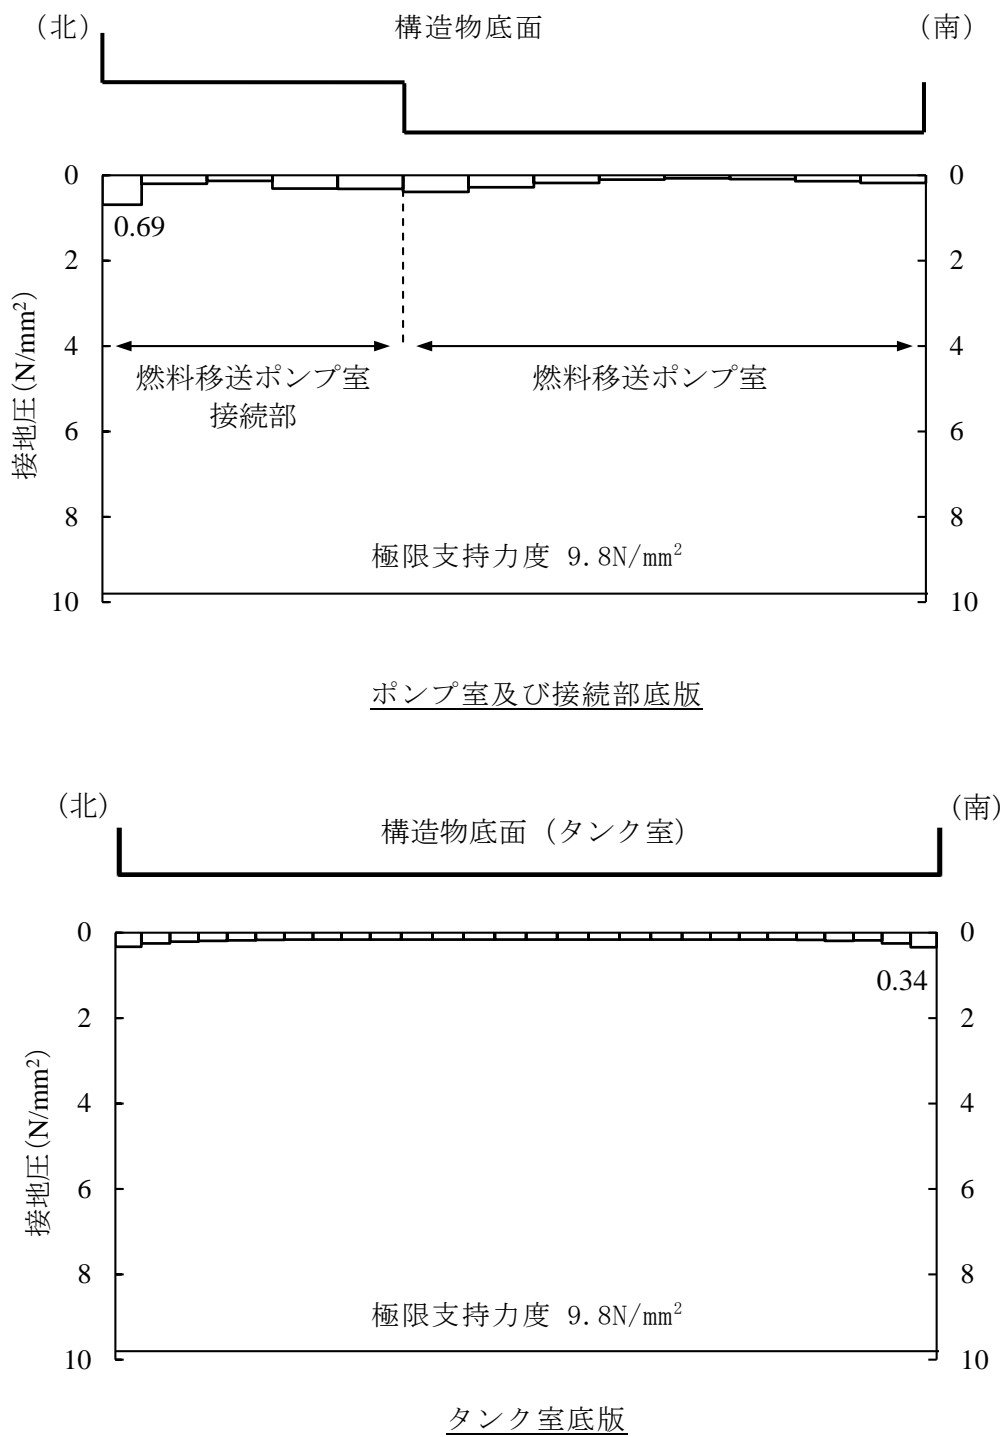 (北) 構造物底面 (南)
0 0
0.69
2 2
4 4
燃料移送ポンプ室 燃料移送ポンプ室
接続部
6 6
8 8
極限支持力度 9.8N/mm²
10 10
接地圧(N/mm²)
ポンプ室及び接続部底版
(北) 構造物底面（タンク室） (南)
0 0
0.34
2 2
4 4
6 6
8 8
極限支持力度 9.8N/mm²
10 10
接地圧(N/mm²)
タンク室底版